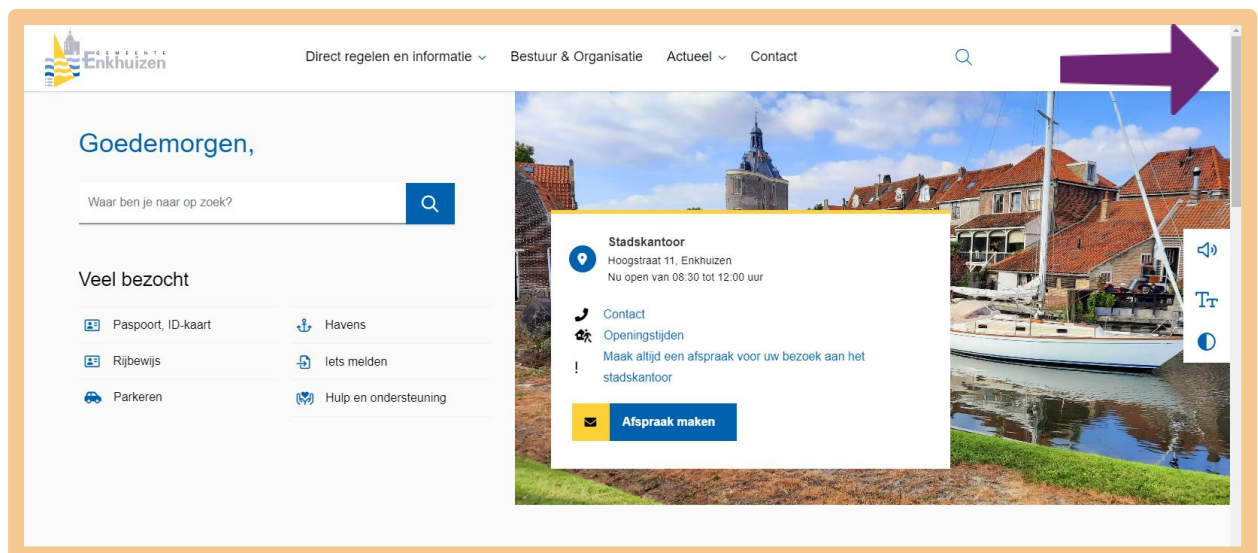 GEMEENTE
Enkhuizen
Direct regelen en informatie
Bestuur & Organisatie
Actueel
Contact
Goedemorgen,
Waar ben je naar op zoek?
Veel bezocht
Paspoort, ID-kaart
Havens
Rijbewijs
Iets melden
Parkeren
Hulp en ondersteuning
Stadskantoor
Hoogstraat 11, Enkhuizen
Nu open van 08:30 tot 12:00 uur
Contact
Openingstijden
Maak altijd een afspraak voor uw bezoek aan het
stadskantoor
Afspraak maken
TT